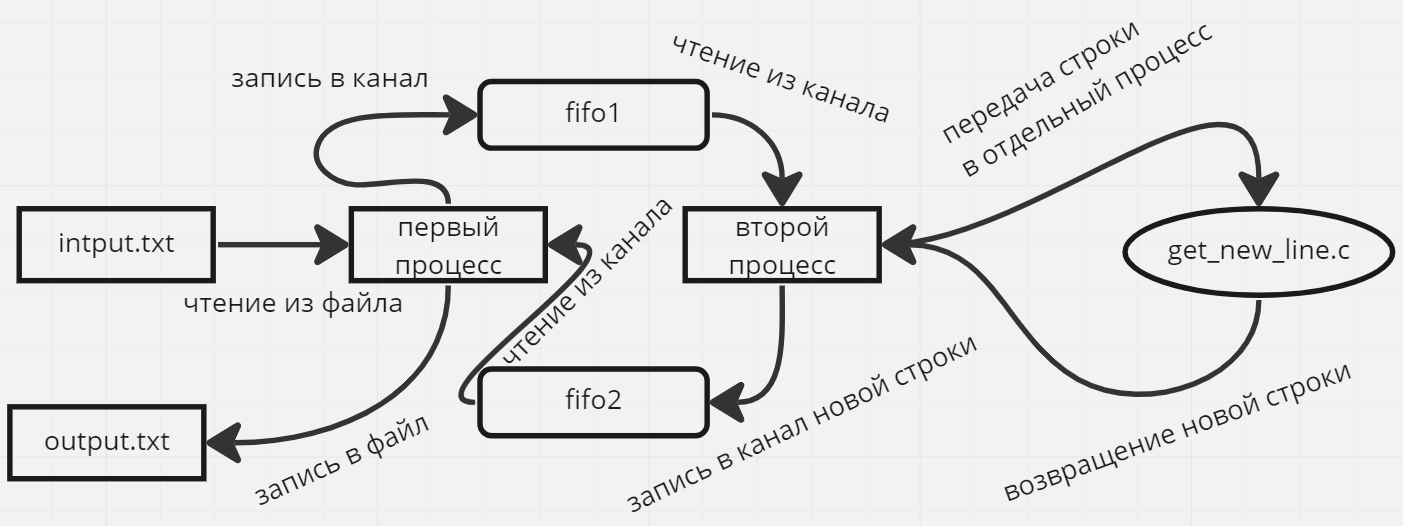 передача строки
в отдельный процесс
чтение из канала
запись в канал
fifo1
intput.txt
первый
процесс
второй
процесс
get_new_line.c
чтение из файла
чтение из канала
fifo2
output.txt
запись в файл
запись в канал новой строки
возвращение новой строки